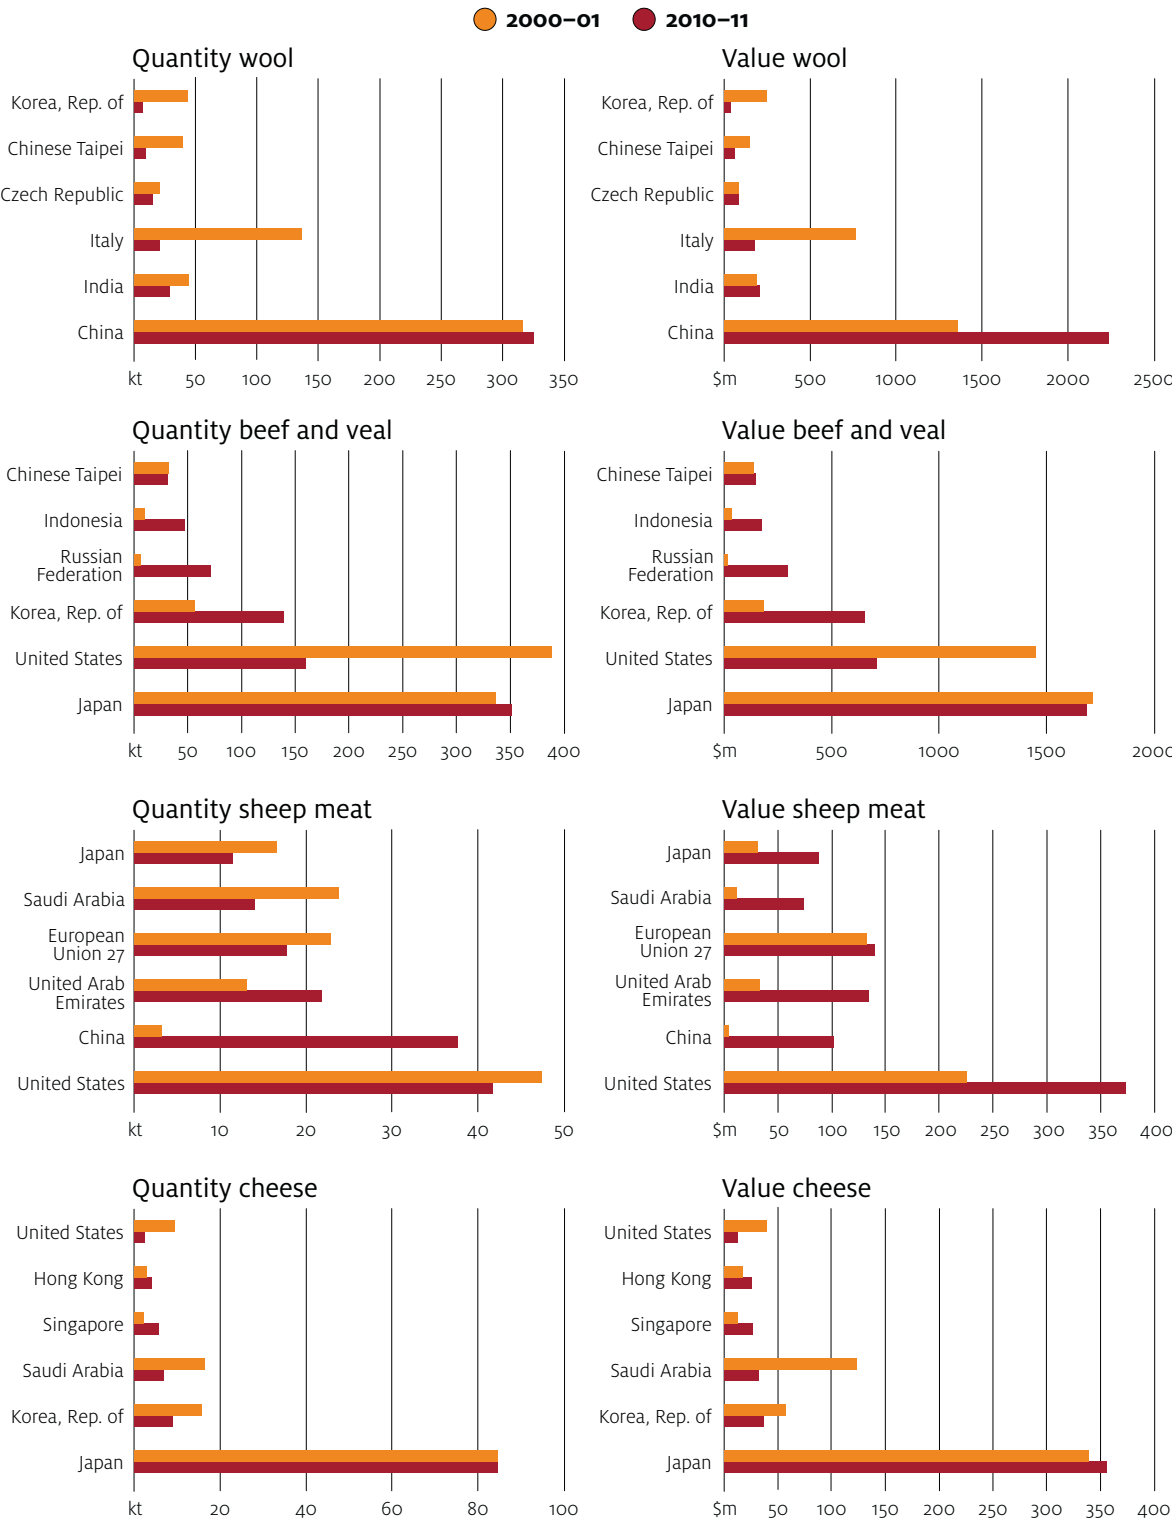 2000–01 2010–11
Quantity wool
Korea, Rep. of
Chinese Taipei
Czech Republic
Italy
India
China
kt 50 100 150 200 250 300 350
Value wool
Korea, Rep. of
Chinese Taipei
Czech Republic
Italy
India
China
$m 500 1000 1500 2000 2500
Quantity beef and veal
Chinese Taipei
Indonesia
Russian
Federation
Korea, Rep. of
United States
Japan
kt 50 100 150 200 250 300 350 400
Value beef and veal
Chinese Taipei
Indonesia
Russian
Federation
Korea, Rep. of
United States
Japan
$m 500 1000 1500 2000
Quantity sheep meat
Japan
Saudi Arabia
European
Union 27
United Arab
Emirates
China
United States
kt 10 20 30 40 50
Value sheep meat
Japan
Saudi Arabia
European
Union 27
United Arab
Emirates
China
United States
$m 50 100 150 200 250 300 350 400
Quantity cheese
United States
Hong Kong
Singapore
Saudi Arabia
Korea, Rep. of
Japan
kt 20 40 60 80 100
Value cheese
United States
Hong Kong
Singapore
Saudi Arabia
Korea, Rep. of
Japan
$m 50 100 150 200 250 300 350 400